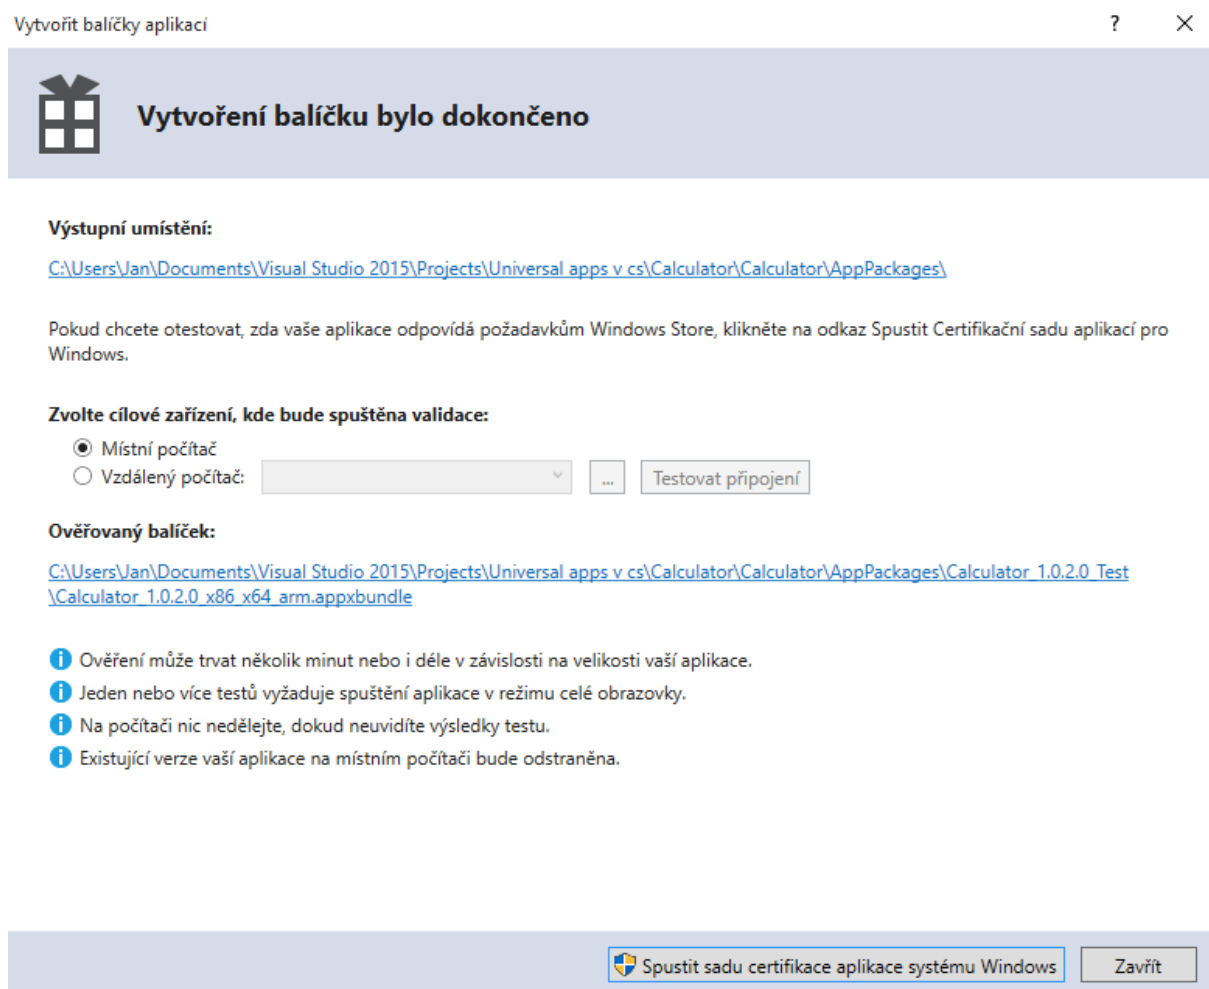 Vytvořit balíčky aplikací
?
Vytvoření balíčku bylo dokončeno
Výstupní umístění:
C:\Users\Jan\Documents\Visual Studio 2015\Projects\Universal apps v cs\Calculator\Calculator\AppPackages\
Pokud chcete otestovat, zda vaše aplikace odpovídá požadavkům Windows Store, klikněte na odkaz Spustit Certifikační sadu aplikací pro
Windows.
Zvolte cílové zařízení, kde bude spuštěna validace:
Místní počítač
Vzdálený počítač:
...
Testovat připojení
Ověřovaný balíček:
C:\Users\Jan\Documents\Visual Studio 2015\Projects\Universal apps v cs\Calculator\Calculator\AppPackages\Calculator_1.0.2.0_Test
\Calculator_1.0.2.0_x86_x64_arm.appxbundle
Ověření může trvat několik minut nebo i déle v závislosti na velikosti vaší aplikace.
Jeden nebo více testů vyžaduje spuštění aplikace v režimu celé obrazovky.
Na počítači nic nedělejte, dokud neuvidíte výsledky testu.
Existující verze vaší aplikace na místním počítači bude odstraněna.
Spustit sadu certifikace aplikace systému Windows
Zavřít